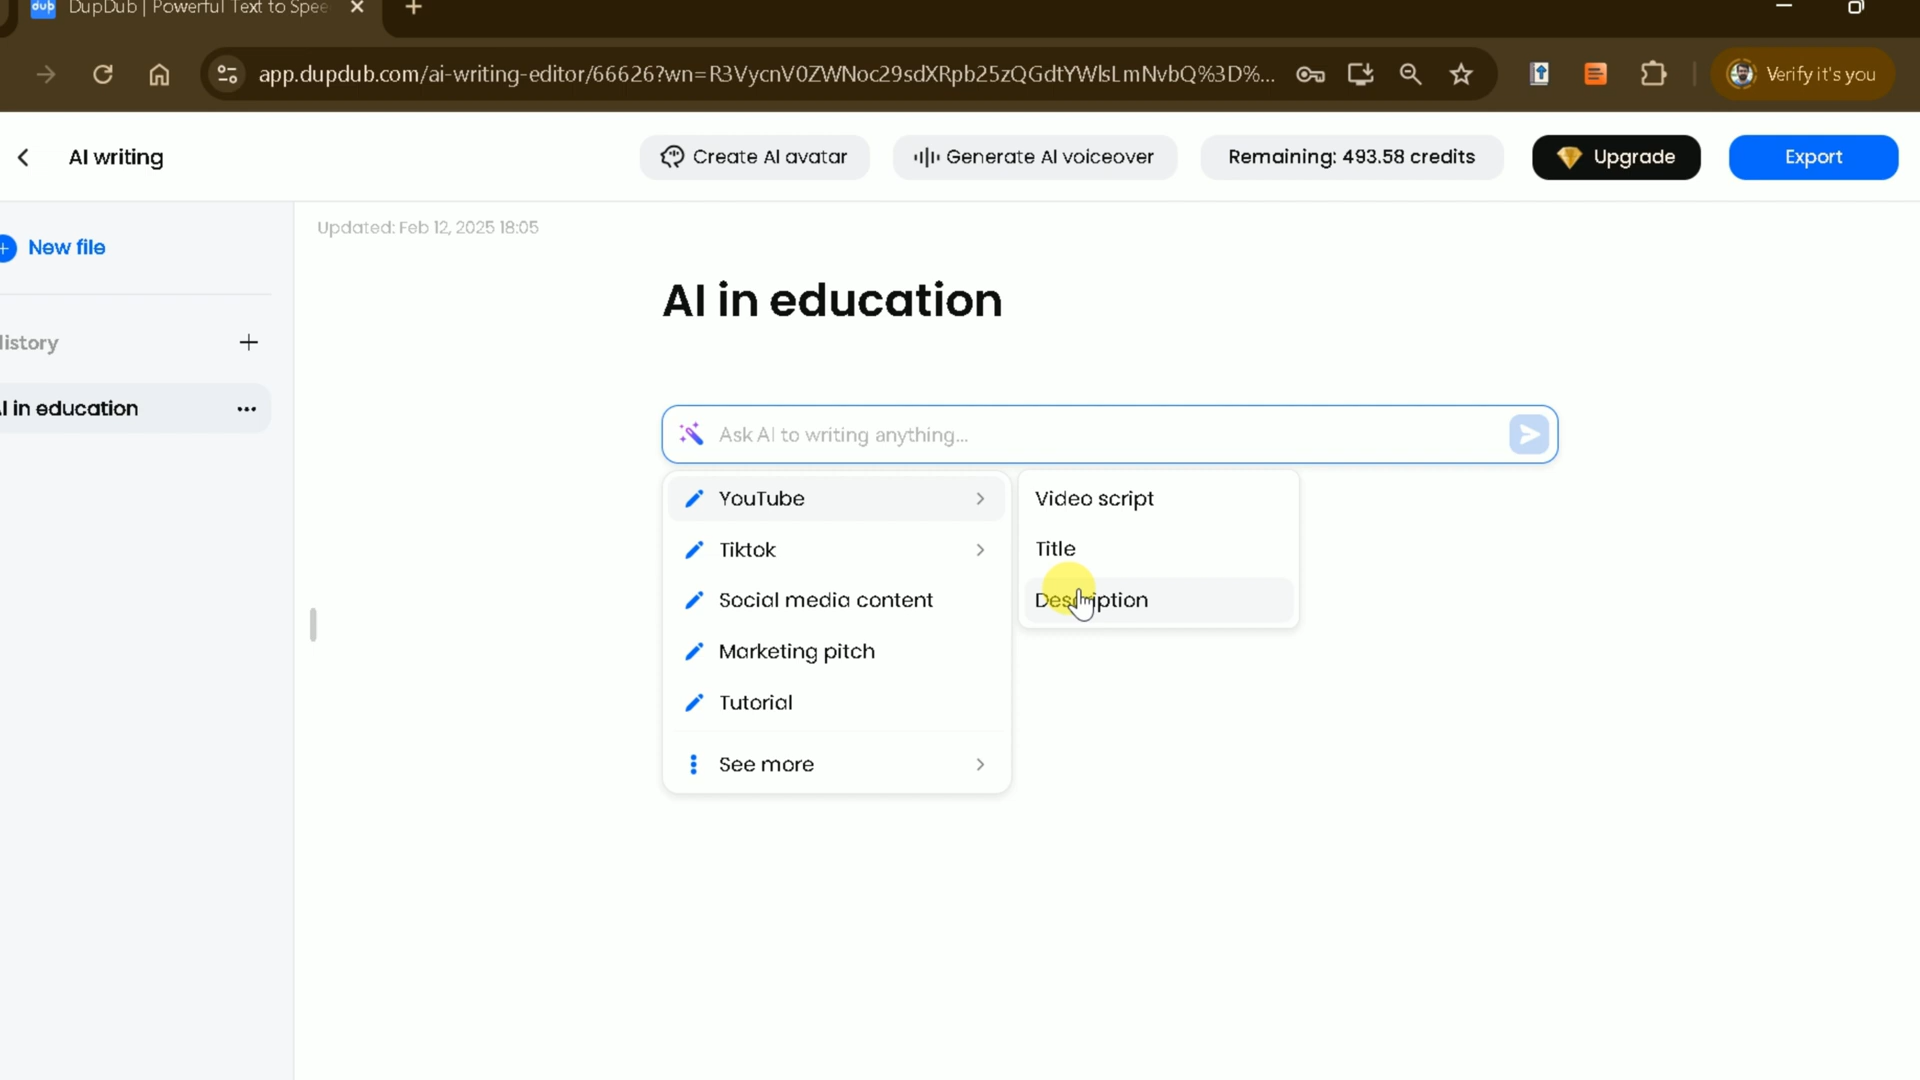 dup DupDub | Powerful Text to Spee
app.dupdub.com/ai-writing-editor/66626?wn=R3VycnV0ZWNoc29sdXRpb25zQGdtYWlsLmNvbQ%3D%...
Verify it's you
AI writing
Create AI avatar
Generate AI voiceover
Remaining: 493.58 credits
Upgrade
Export
New file
Updated: Feb 12, 2025 18:05
istory
I in education
AI in education
Ask AI to writing anything...
YouTube
Tiktok
Social media content
Marketing pitch
Tutorial
See more
Video script
Title
Description